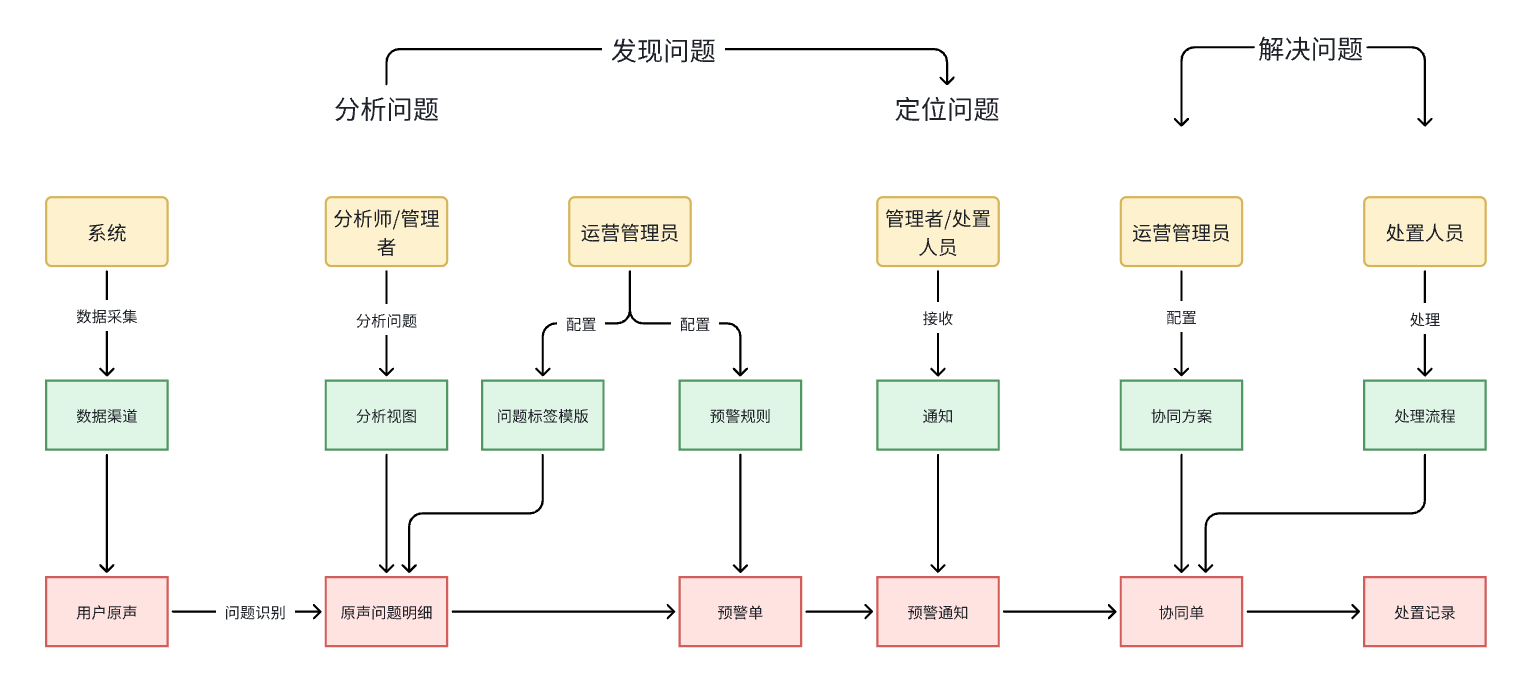 发现问题
解决问题
分析问题
定位问题
系统
分析师/管理
者
运营管理员
管理者/处置
人员
运营管理员
处置人员
数据采集
分析问题
配置
配置
接收
配置
处理
数据渠道
分析视图
问题标签模版
预警规则
通知
协同方案
处理流程
用户原声
问题识别
原声问题明细
预警单
预警通知
协同单
处置记录